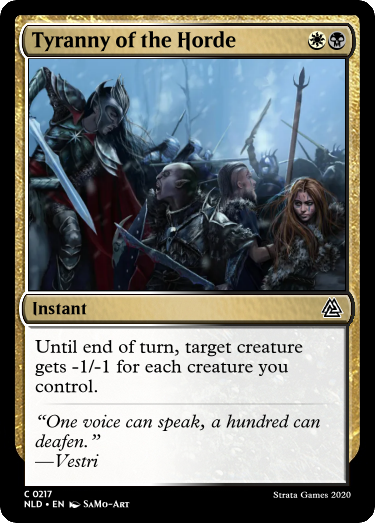 Tyranny of the Horde
Instant
Until end of turn, target creature
gets -1/-1 for each creature you
control.
“One voice can speak, a hundred can
deafen.”
—Vestri
C 0217
NLD • EN SaMo-Art
Strata Games 2020